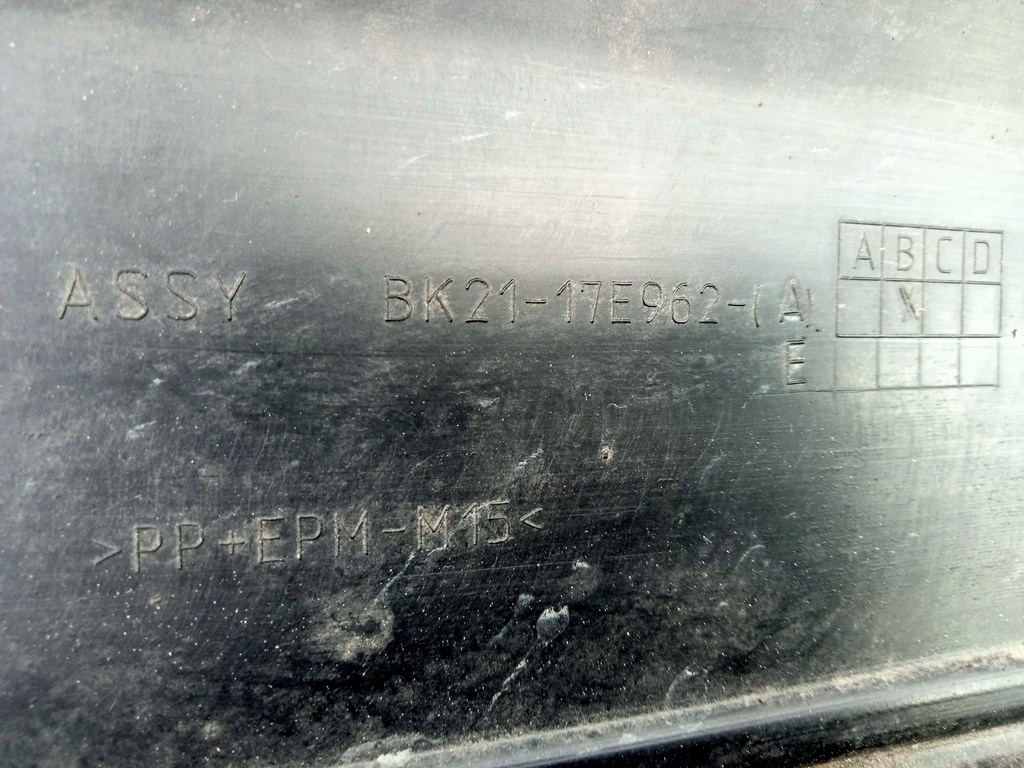 ASSY BK21-17E962-( A )
A B C D
X
E
>PP+EPM-M15<